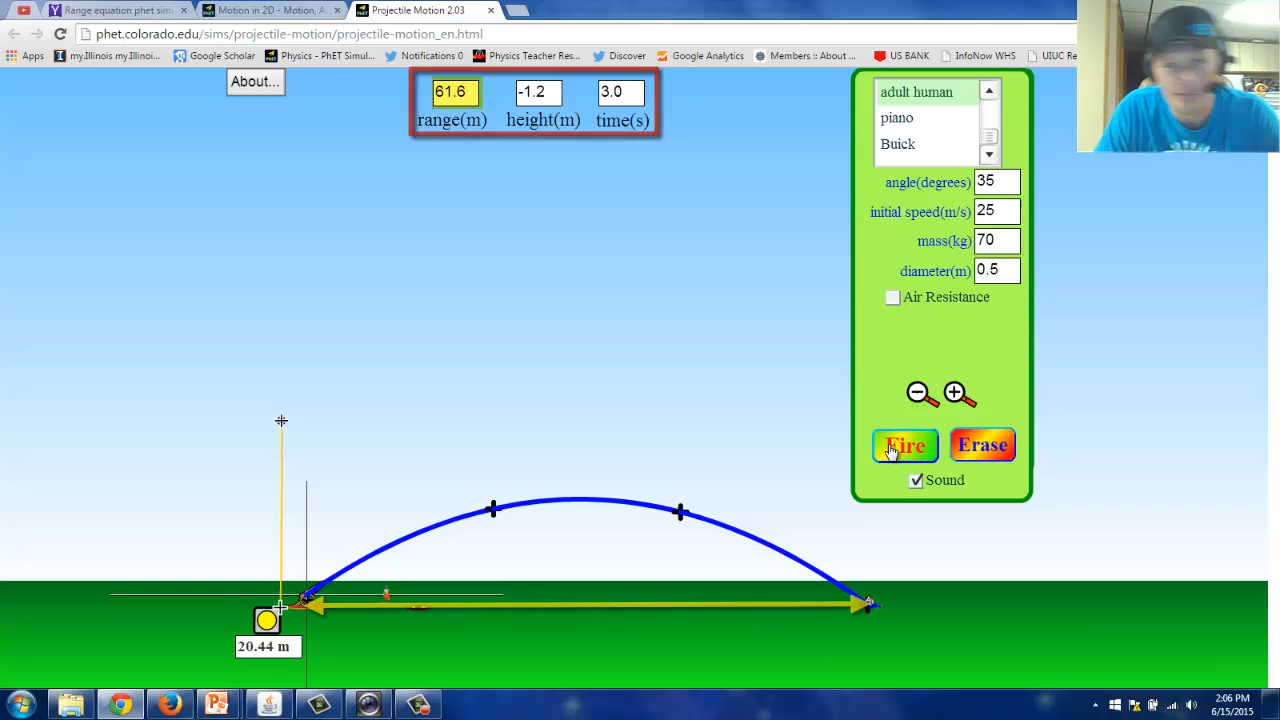 Range equation phet sim
Motion in 2D - Motion, A
Projectile Motion 2.03
phet.colorado.edu/sims/projectile-motion/projectile-motion_en.html
Apps
myIllinois myIllinoi...
Google Scholar
Physics - PhET Simul...
Notifications 0
Physics Teacher Res...
Discover
Google Analytics
Members :: About ...
US BANK
InfoNow WHS
UIUC Re
About...
61.6
-1.2
3.0
range(m)
height(m)
time(s)
adult human
piano
Buick
angle(degrees) 35
initial speed(m/s) 25
mass(kg) 70
diameter(m) 0.5
Air Resistance
Fire
Erase
Sound
20.44 m
2:06 PM
6/15/2015